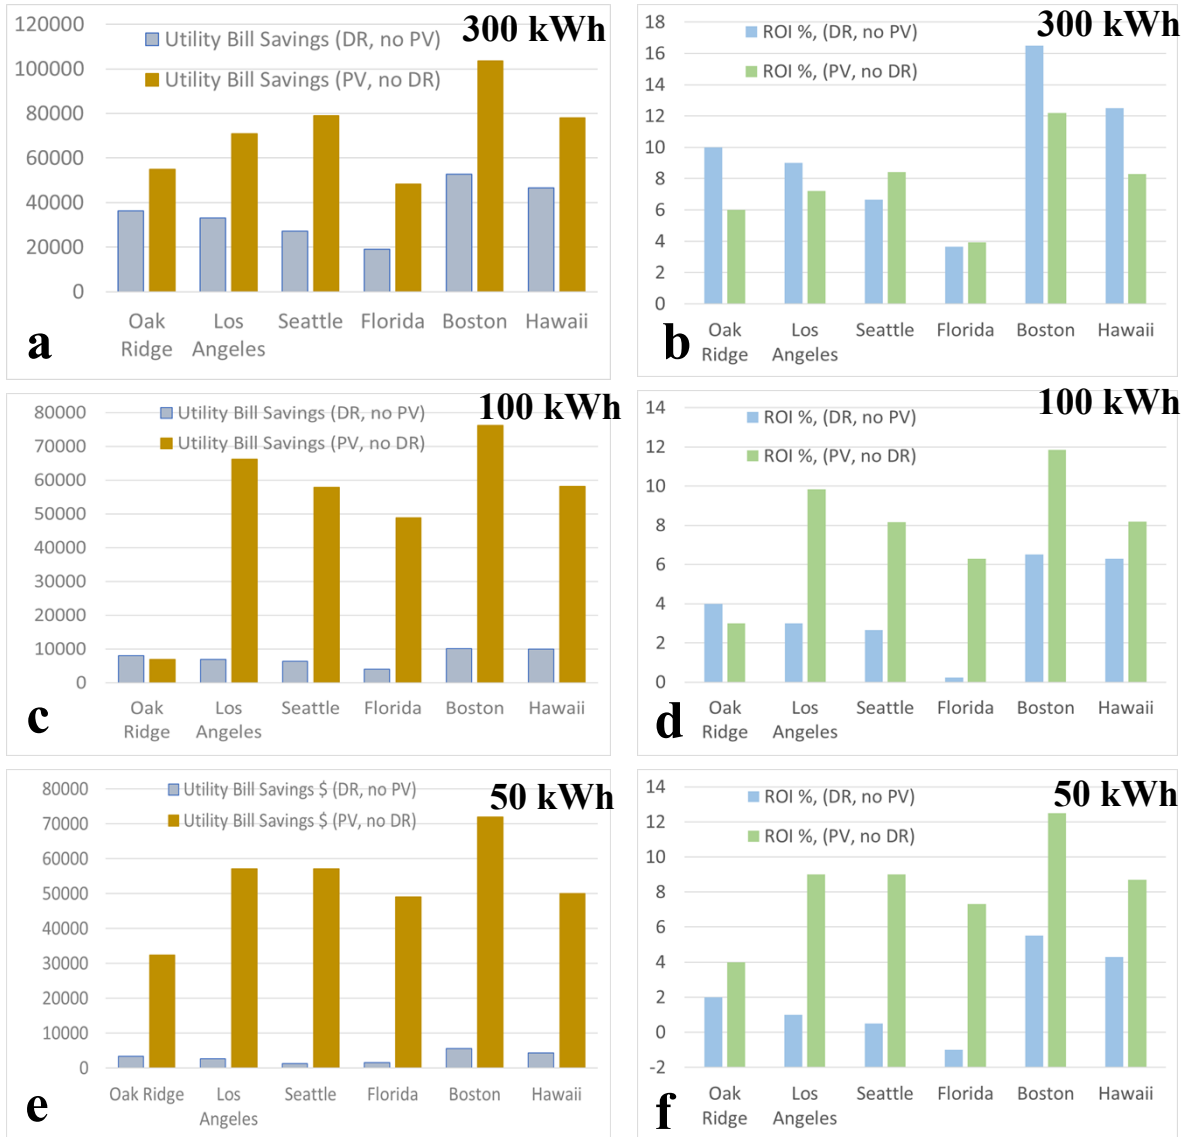 300 kWh
Utility Bill Savings (DR, no PV)
Utility Bill Savings (PV, no DR)
120000
100000
80000
60000
40000
20000
0
Oak Ridge
Los Angeles
Seattle
Florida
Boston
Hawaii
a
300 kWh
ROI %, (DR, no PV)
ROI %, (PV, no DR)
18
16
14
12
10
8
6
4
2
0
Oak Ridge
Los Angeles
Seattle
Florida
Boston
Hawaii
b
100 kWh
Utility Bill Savings (DR, no PV)
Utility Bill Savings (PV, no DR)
80000
70000
60000
50000
40000
30000
20000
10000
0
Oak Ridge
Los Angeles
Seattle
Florida
Boston
Hawaii
c
100 kWh
ROI %, (DR, no PV)
ROI %, (PV, no DR)
14
12
10
8
6
4
2
0
Oak Ridge
Los Angeles
Seattle
Florida
Boston
Hawaii
d
50 kWh
Utility Bill Savings $ (DR, no PV)
Utility Bill Savings $ (PV, no DR)
80000
70000
60000
50000
40000
30000
20000
10000
0
Oak Ridge
Los Angeles
Seattle
Florida
Boston
Hawaii
e
50 kWh
ROI %, (DR, no PV)
ROI %, (PV, no DR)
14
12
10
8
6
4
2
0
-2
Oak Ridge
Los Angeles
Seattle
Florida
Boston
Hawaii
f